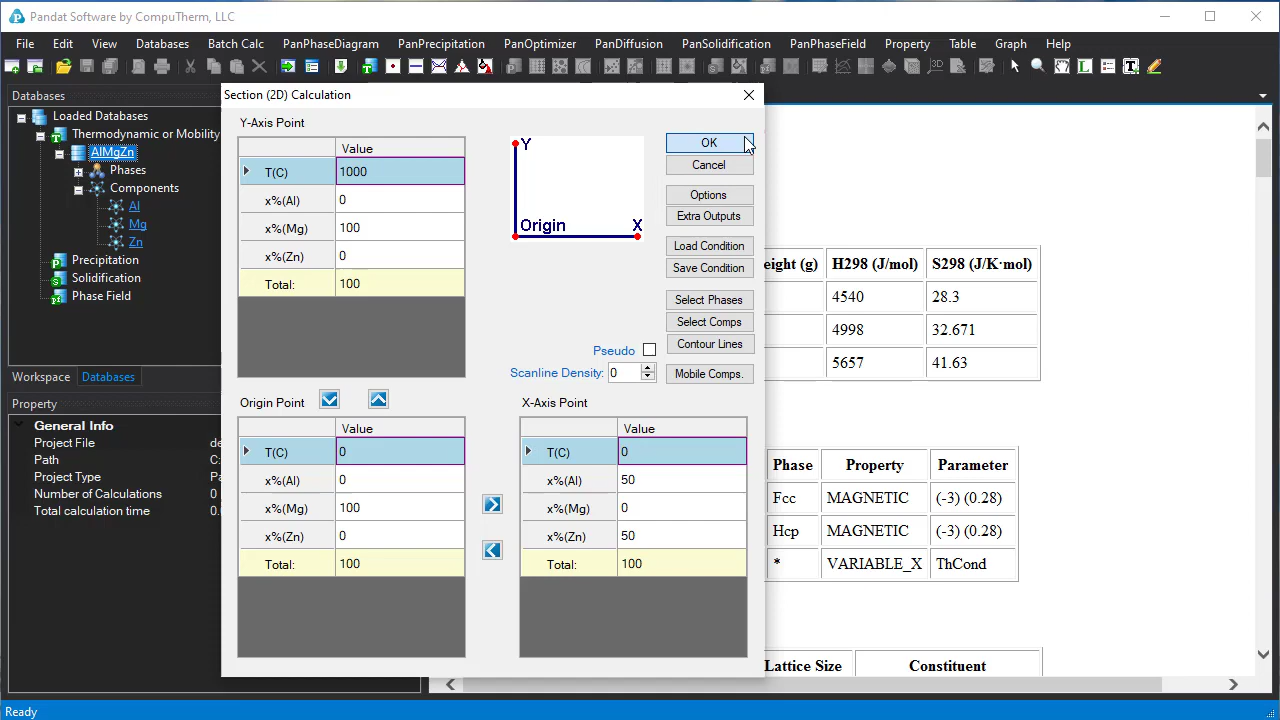 Pandat Software by CompuTherm, LLC
File Edit View Databases Batch Calc PanPhaseDiagram PanPrecipitation PanOptimizer PanDiffusion PanSolidification PanPhaseField Property Table Graph Help
Databases
Loaded Databases
Thermodynamic or Mobility
AlMgZn
Phases
Components
Al
Mg
Zn
Precipitation
Solidification
Phase Field
Workspace Databases
Property
General Info
Project File de
Path C:
Project Type Pa
Number of Calculations 0
Total calculation time 0.
Section (2D) Calculation
Y-Axis Point
Value
T(C) 1000
x%(Al) 0
x%(Mg) 100
x%(Zn) 0
Total: 100
Y
Origin X
OK
Cancel
Options
Extra Outputs
Load Condition
Save Condition
Select Phases
Select Comps
Contour Lines
Mobile Comps.
Pseudo
Scanline Density: 0
Origin Point
Value
T(C) 0
x%(Al) 0
x%(Mg) 100
x%(Zn) 0
Total: 100
X-Axis Point
Value
T(C) 0
x%(Al) 50
x%(Mg) 0
x%(Zn) 50
Total: 100
eight (g) H298 (J/mol) S298 (J/K·mol)
4540 28.3
4998 32.671
5657 41.63
Phase Property Parameter
Fcc MAGNETIC (-3) (0.28)
Hcp MAGNETIC (-3) (0.28)
* VARIABLE_X ThCond
Lattice Size Constituent
Ready